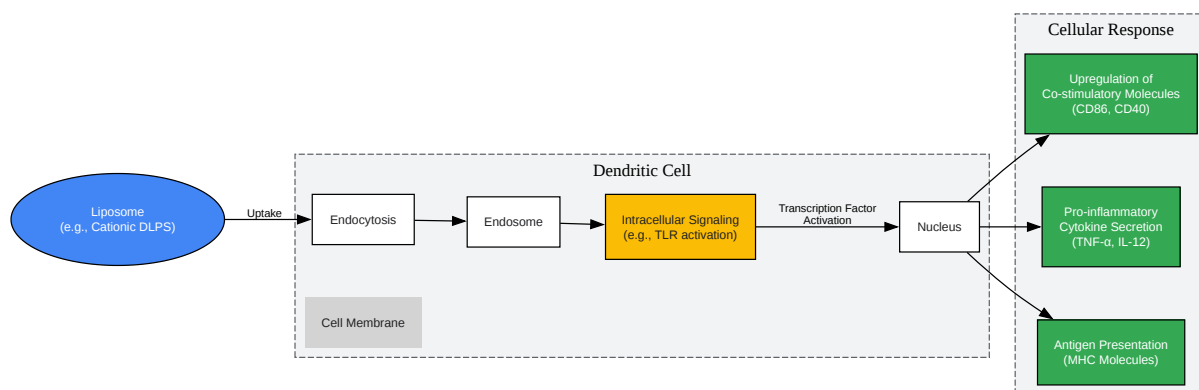 Cellular Response
Upregulation of
Co-stimulatory Molecules
(CD86, CD40)
Dendritic Cell
Liposome
(e.g., Cationic DLPS)
Uptake
Endocytosis
Endosome
Intracellular Signaling
(e.g., TLR activation)
Transcription Factor
Activation
Nucleus
Pro-inflammatory
Cytokine Secretion
(TNF-α, IL-12)
Cell Membrane
Antigen Presentation
(MHC Molecules)